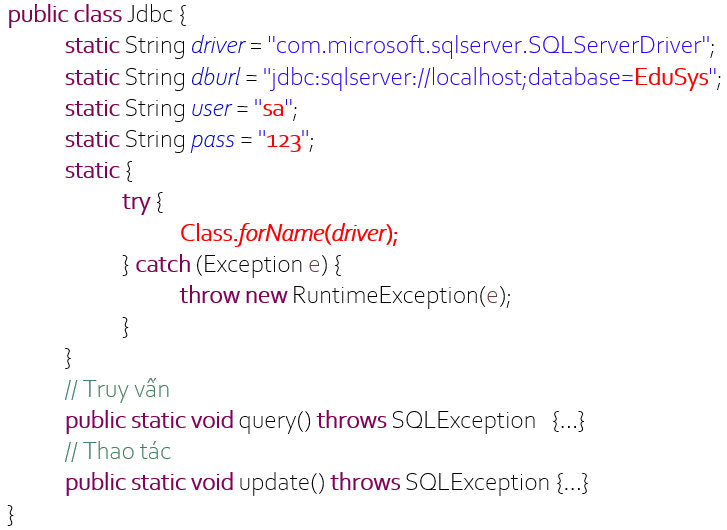 public class Jdbc {
static String driver = "com.microsoft.sqlserver.SQLServerDriver";
static String dburl = "jdbc:sqlserver://localhost;database=EduSys";
static String user = "sa";
static String pass = "123";
static {
try {
Class.forName(driver);
} catch (Exception e) {
throw new RuntimeException(e);
}
}
// Truy vấn
public static void query() throws SQLException {...}
// Thao tác
public static void update() throws SQLException {...}
}